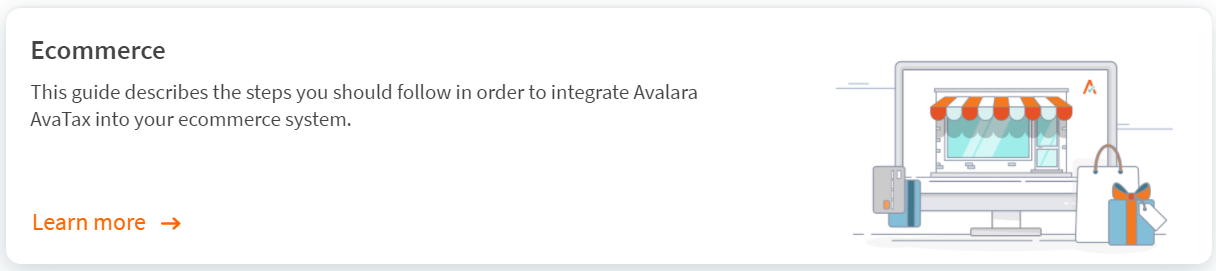 Ecommerce
This guide describes the steps you should follow in order to integrate Avalara
AvaTax into your ecommerce system.
Learn more →